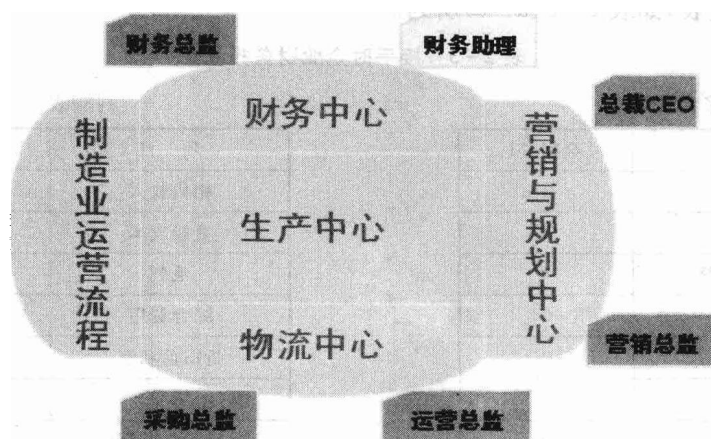 财务总监
财务助理
总裁CEO
财务中心
制造业运营流程
生产中心
营销与规划中心
物流中心
营销总监
采购总监
运营总监